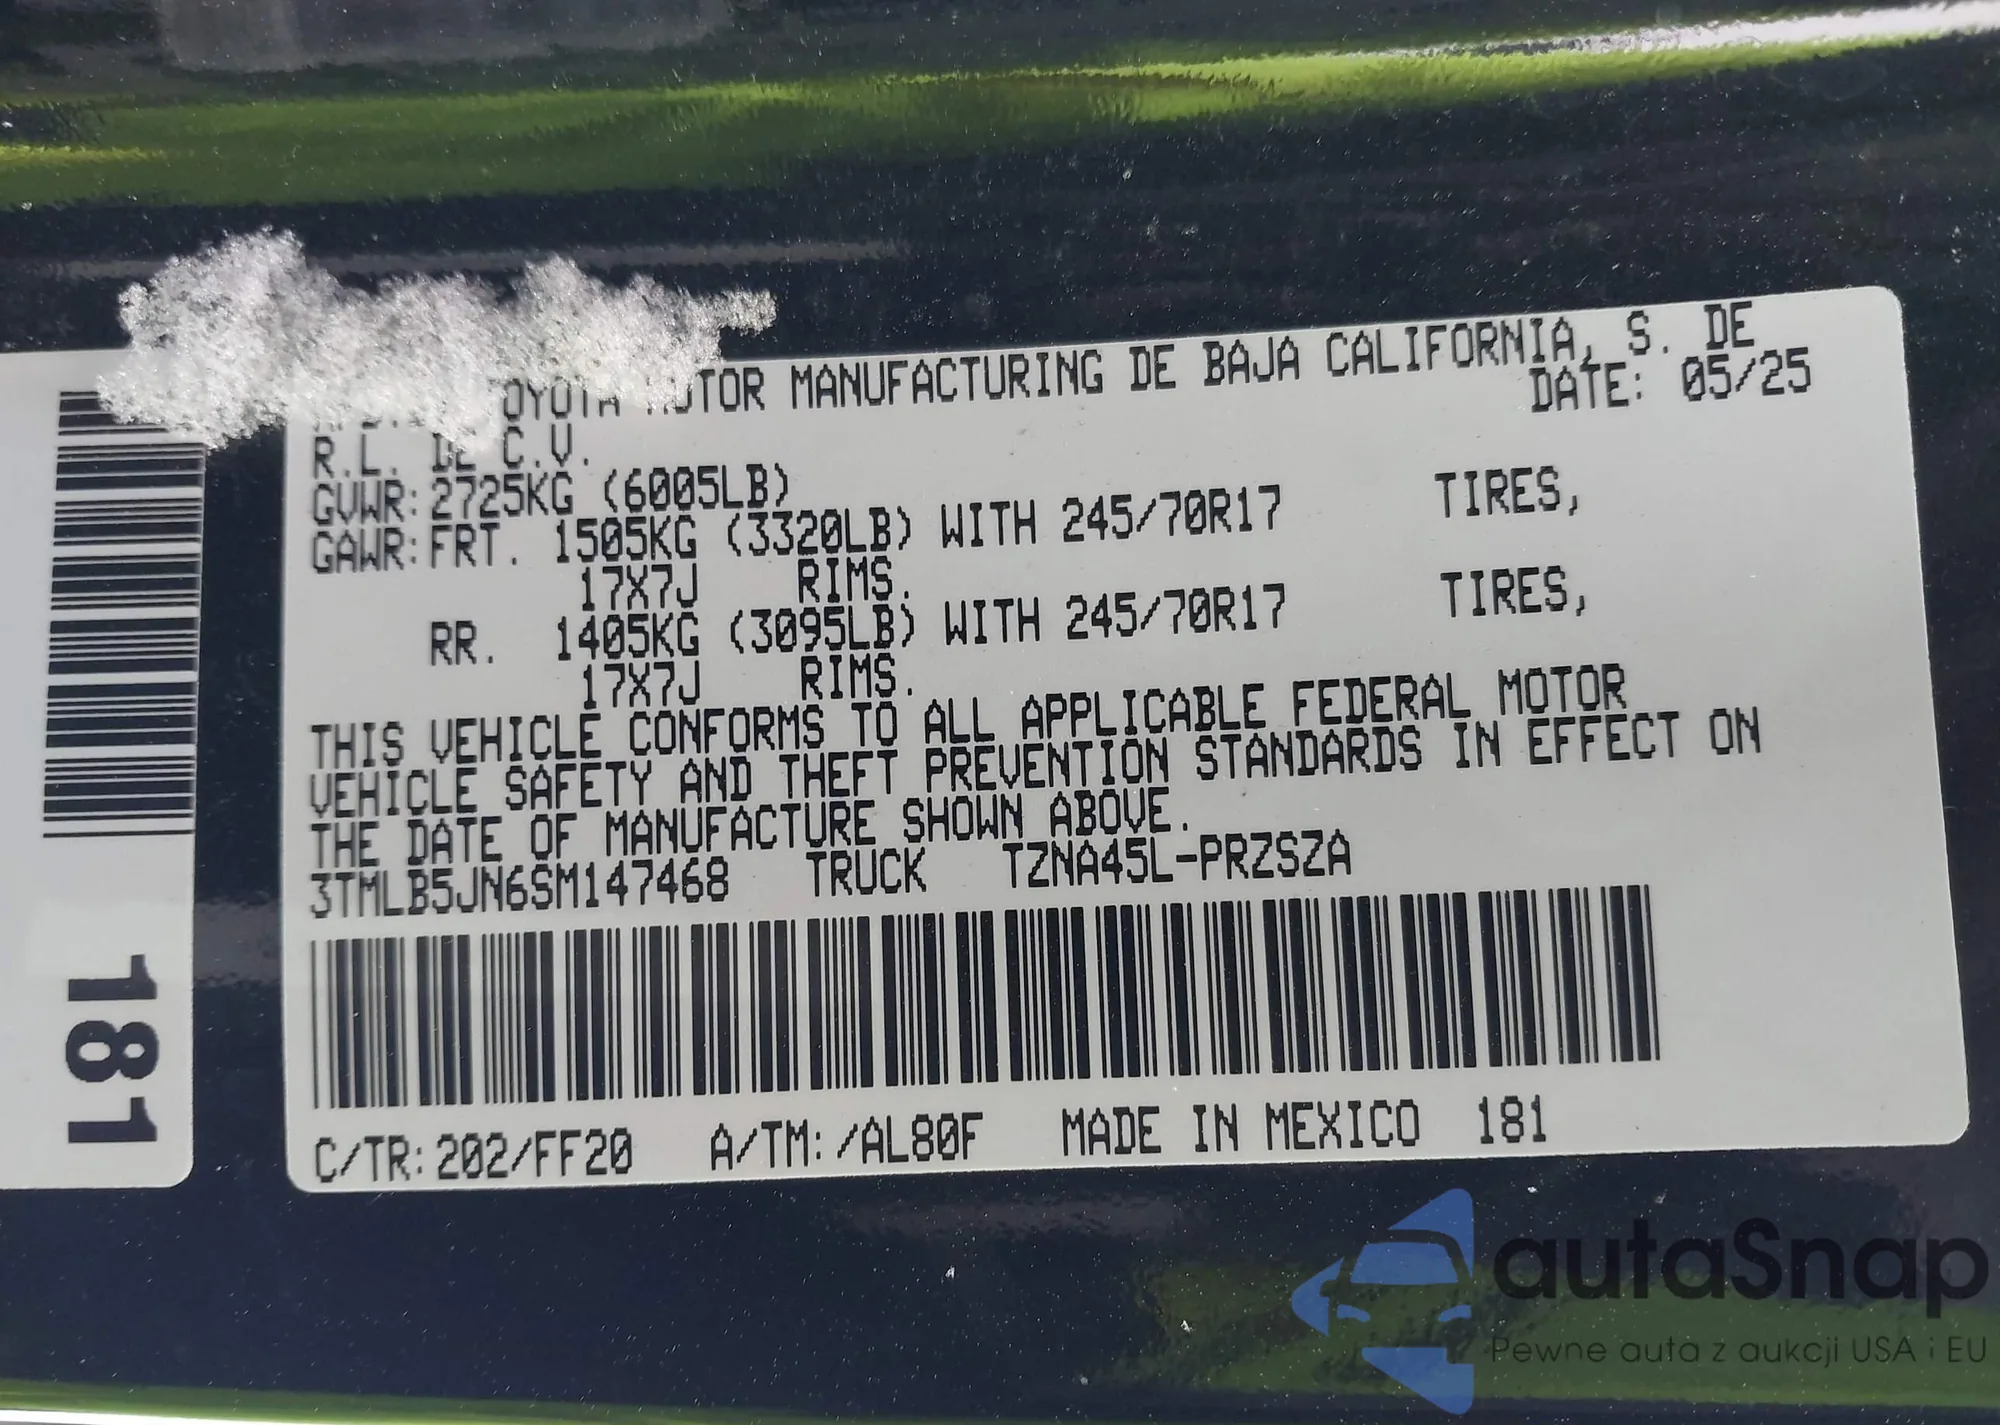 MOTOR MANUFACTURING DE BAJA CALIFORNIA, S. DE
DATE: 05/25
R.L. DE C.V.
GVWR: 2725KG (6005LB)
GAWR: FRT. 1505KG (3320LB) WITH 245/70R17 TIRES,
17X7J RIMS.
RR. 1405KG (3095LB) WITH 245/70R17 TIRES,
17X7J RIMS.
THIS VEHICLE CONFORMS TO ALL APPLICABLE FEDERAL MOTOR
VEHICLE SAFETY AND THEFT PREVENTION STANDARDS IN EFFECT ON
THE DATE OF MANUFACTURE SHOWN ABOVE.
3TMLB5JN6SM147468 TRUCK TZNA45L-PRZSZA
C/TR: 202/FF20 A/TM: /AL80F MADE IN MEXICO 181
181
autaSnap
Pewne auta z aukcji USA i EU